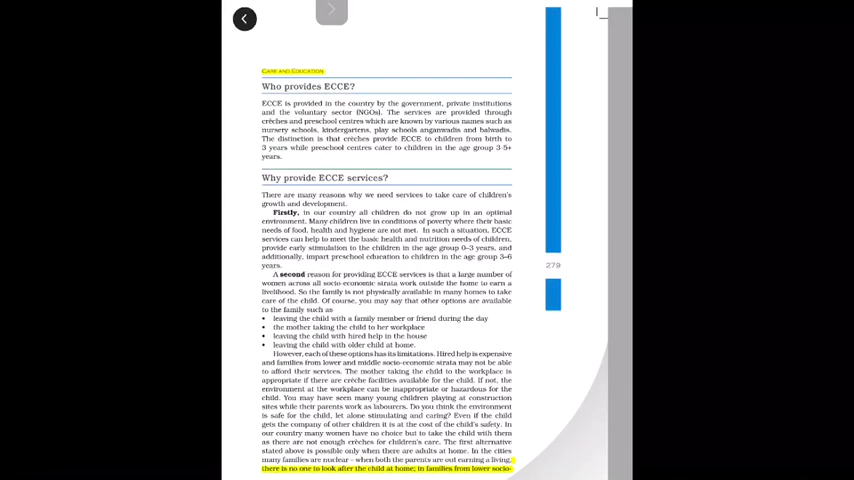 CARE AND EDUCATION
Who provides ECCE?
ECCE is provided in the country by the government, private institutions
and the voluntary sector (NGOs). The services are provided through
crèches and preschool centres which are known by various names such as
nursery schools, kindergartens, play schools anganwadis and balwadis.
The distinction is that crèches provide ECCE to children from birth to
3 years while preschool centres cater to children in the age group 3-5+
years.
Why provide ECCE services?
There are many reasons why we need services to take care of children's
growth and development.
Firstly, in our country all children do not grow up in an optimal
environment. Many children live in conditions of poverty where their basic
needs of food, health and hygiene are not met. In such a situation, ECCE
services can help to meet the basic health and nutrition needs of children,
provide early stimulation to the children in the age group 0–3 years, and
additionally, impart preschool education to children in the age group 3–6
years.
A second reason for providing ECCE services is that a large number of
women across all socio-economic strata work outside the home to earn a
livelihood. So the family is not physically available in many homes to take
care of the child. Of course, you may say that other options are available
to the family such as
• leaving the child with a family member or friend during the day
• the mother taking the child to her workplace
• leaving the child with hired help in the house
• leaving the child with older child at home.
However, each of these options has its limitations. Hired help is expensive
and families from lower and middle socio-economic strata may not be able
to afford their services. The mother taking the child to the workplace is
appropriate if there are crèche facilities available for the child. If not, the
environment at the workplace can be inappropriate or hazardous for the
child. You may have seen many young children playing at construction
sites while their parents work as labourers. Do you think the environment
is safe for the child, let alone stimulating and caring? Even if the child
gets the company of other children it is at the cost of the child's safety. In
our country many women have no choice but to take the child with them
as there are not enough crèches for children's care. The first alternative
stated above is possible only when there are adults at home. In the cities
many families are nuclear – when both the parents are out earning a living,
there is no one to look after the child at home; in families from lower socio-
279